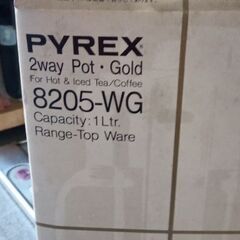 PYREX®
2way Pot・Gold
For Hot & Iced Tea/Coffee
8205-WG
Capacity: 1 Ltr.
Range-Top Ware